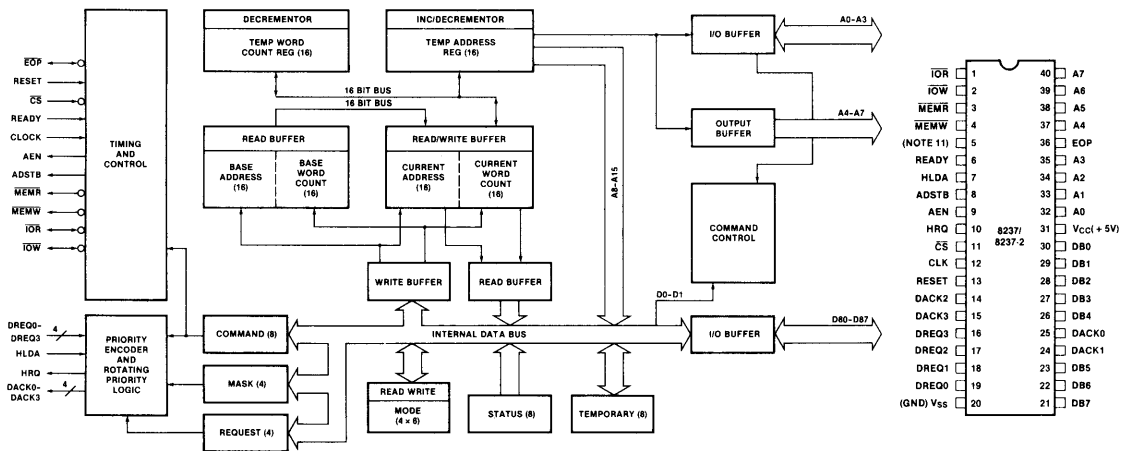 DECREMENTOR
TEMP WORD
COUNT REG (16)
INC/DECREMENTOR
TEMP ADDRESS
REG (16)
16 BIT BUS
16 BIT BUS
READ BUFFER
BASE
ADDRESS
(16)
BASE
WORD
COUNT
(16)
READ/WRITE BUFFER
CURRENT
ADDRESS
(16)
CURRENT
WORD
COUNT
(16)
WRITE BUFFER
READ BUFFER
I/O BUFFER
A0–A3
OUTPUT
BUFFER
A4–A7
A8–A15
COMMAND
CONTROL
D0–D1
I/O BUFFER
DB0–DB7
INTERNAL DATA BUS
EOP
RESET
CS
READY
CLOCK
AEN
ADSTB
MEMR
MEMW
IOR
IOW
TIMING
AND
CONTROL
DREQ0–
DREQ3
4
HLDA
HRQ
DACK0–
DACK3
4
PRIORITY
ENCODER
AND
ROTATING
PRIORITY
LOGIC
COMMAND (8)
MASK (4)
REQUEST (4)
READ WRITE
MODE
(4 × 6)
STATUS (8)
TEMPORARY (8)
IOR 1 40 A7
IOW 2 39 A6
MEMR 3 38 A5
MEMW 4 37 A4
(NOTE 11) 5 36 EOP
READY 6 35 A3
HLDA 7 34 A2
ADSTB 8 33 A1
AEN 9 32 A0
HRQ 10 31 VCC(+5V)
8237/
8237-2
CS 11 30 DB0
CLK 12 29 DB1
RESET 13 28 DB2
DACK2 14 27 DB3
DACK3 15 26 DB4
DREQ3 16 25 DACK0
DREQ2 17 24 DACK1
DREQ1 18 23 DB5
DREQ0 19 22 DB6
(GND) VSS 20 21 DB7